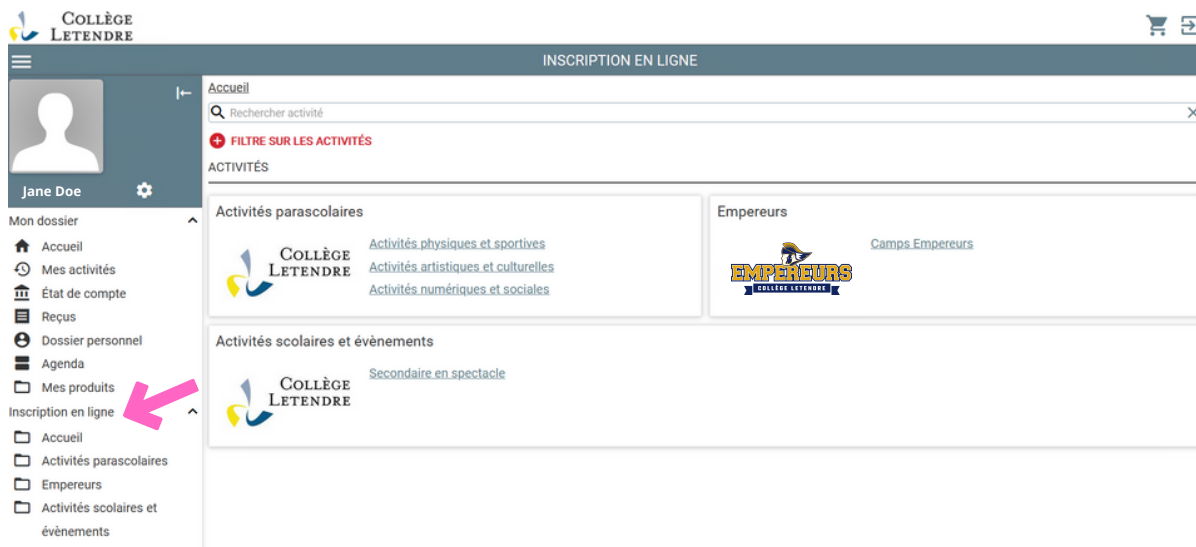 COLLÈGE
LETENDRE
INSCRIPTION EN LIGNE
Jane Doe
Mon dossier
Accueil
Mes activités
État de compte
Reçus
Dossier personnel
Agenda
Mes produits
Inscription en ligne
Accueil
Activités parascolaires
Empereurs
Activités scolaires et
évènements
Accueil
Rechercher activité
FILTRE SUR LES ACTIVITÉS
ACTIVITÉS
Activités parascolaires
COLLÈGE
LETENDRE
Activités physiques et sportives
Activités artistiques et culturelles
Activités numériques et sociales
Empereurs
EMPEREURS
COLLÈGE LETENDRE
Camps Empereurs
Activités scolaires et évènements
COLLÈGE
LETENDRE
Secondaire en spectacle